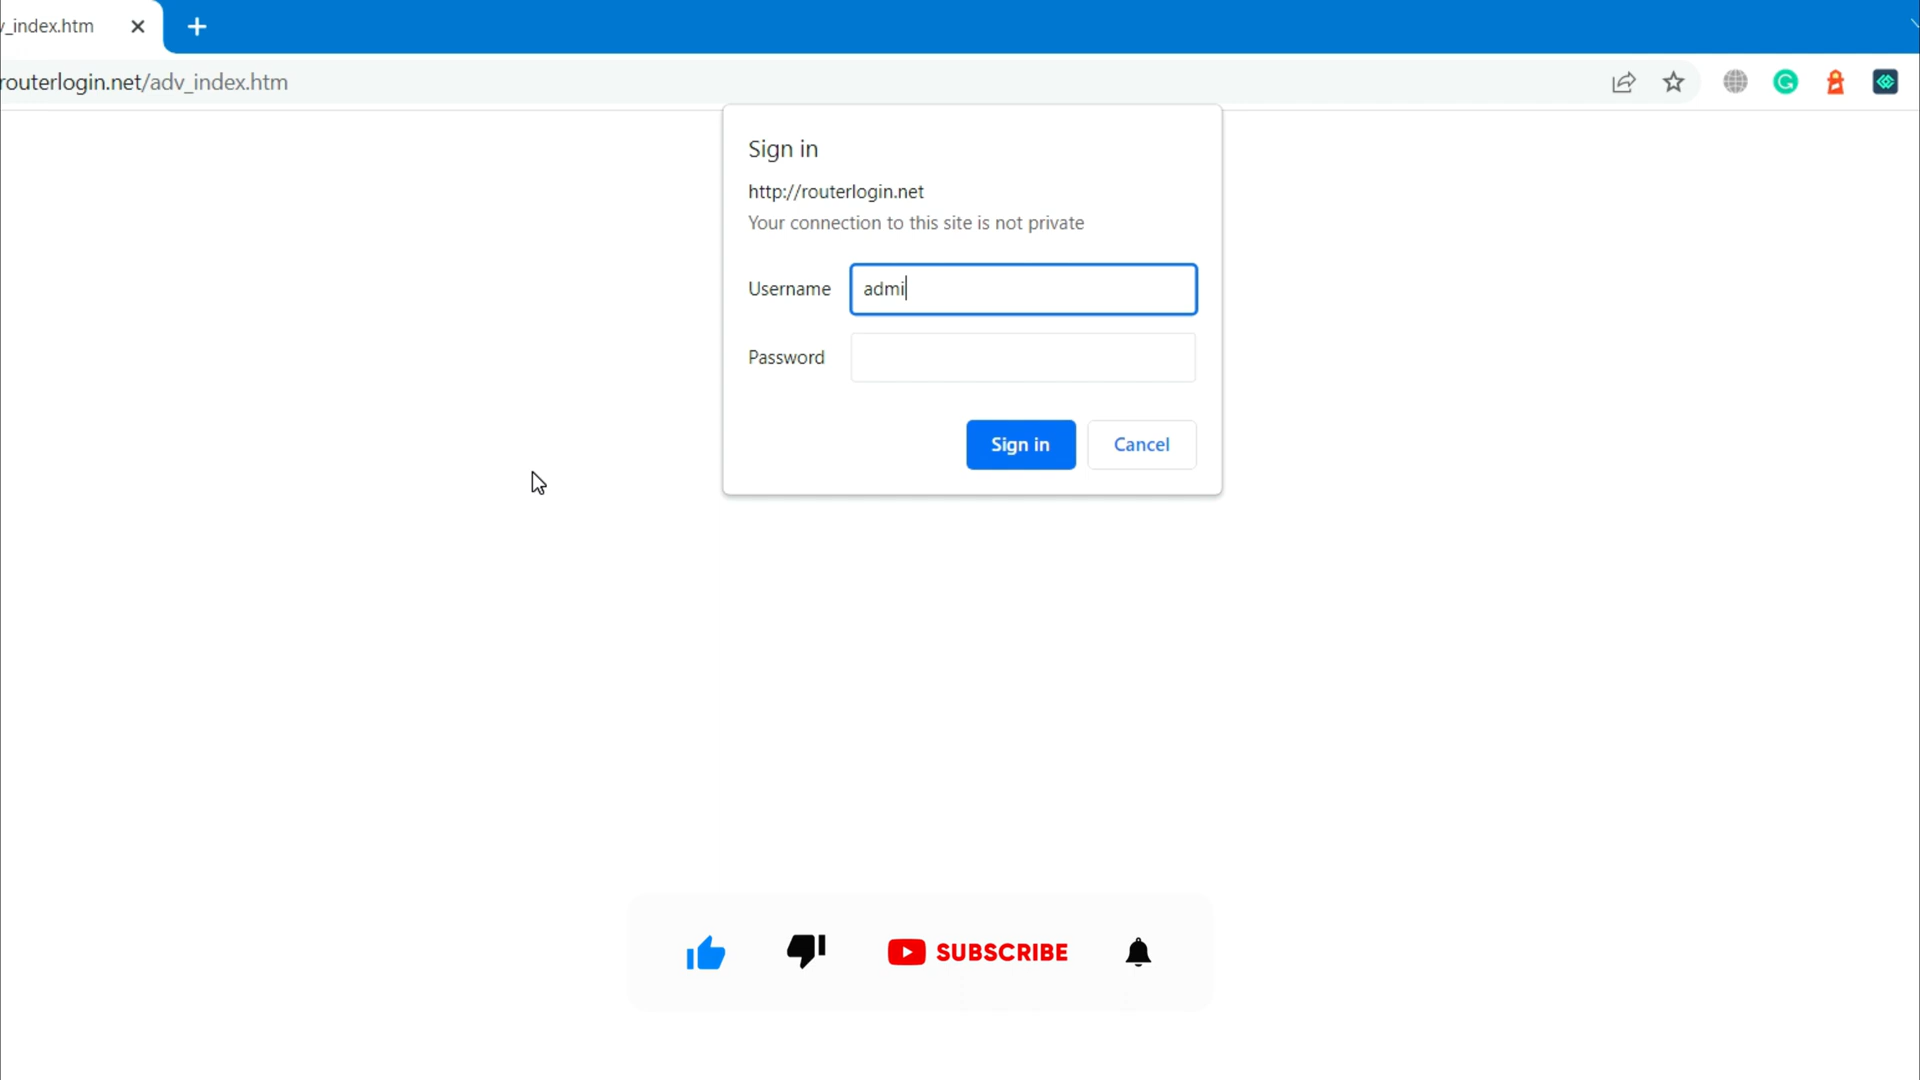 _index.htm
routerlogin.net/adv_index.htm
Sign in
http://routerlogin.net
Your connection to this site is not private
Username admi
Password
Sign in Cancel
SUBSCRIBE